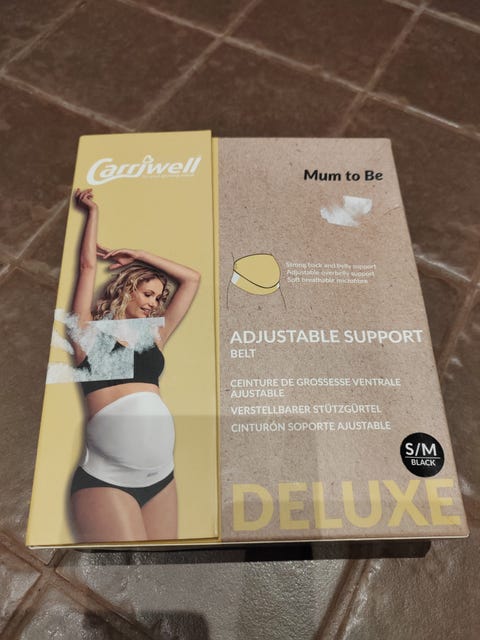 Carriwell
Mum to Be
Strong back and belly support
Adjustable overbelly support
Soft breathable microfibre
ADJUSTABLE SUPPORT
BELT
CEINTURE DE GROSSESSE VENTRALE
AJUSTABLE
VERSTELLBARER STÜTZGÜRTEL
CINTURÓN SOPORTE AJUSTABLE
S/M
BLACK
DELUXE